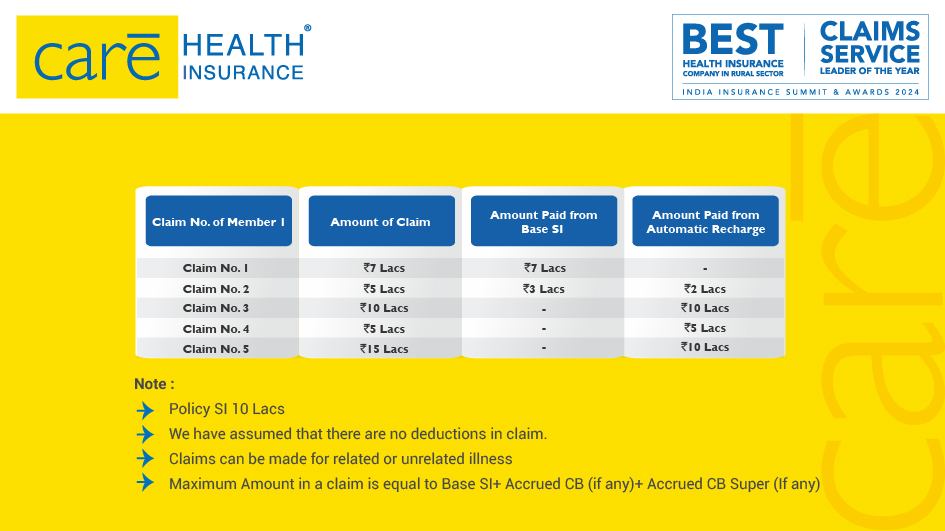 carē HEALTH®
INSURANCE
BEST
HEALTH INSURANCE
COMPANY IN RURAL SECTOR
CLAIMS
SERVICE
LEADER OF THE YEAR
INDIA INSURANCE SUMMIT & AWARDS 2024
Claim No. of Member 1 Amount of Claim Amount Paid from Base SI Amount Paid from Automatic Recharge
Claim No. 1 ₹7 Lacs ₹7 Lacs -
Claim No. 2 ₹5 Lacs ₹3 Lacs ₹2 Lacs
Claim No. 3 ₹10 Lacs - ₹10 Lacs
Claim No. 4 ₹5 Lacs - ₹5 Lacs
Claim No. 5 ₹15 Lacs - ₹10 Lacs
Note :
Policy SI 10 Lacs
We have assumed that there are no deductions in claim.
Claims can be made for related or unrelated illness
Maximum Amount in a claim is equal to Base SI+ Accrued CB (if any)+ Accrued CB Super (If any)
carē